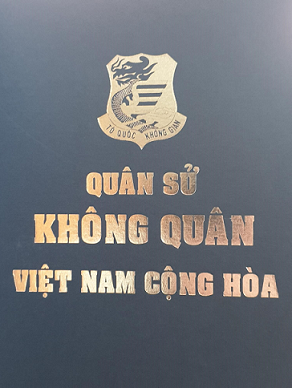 TỔ QUỐC KHÔNG GIAN
QUÂN SỬ
KHÔNG QUÂN
VIỆT NAM CỘNG HÒA